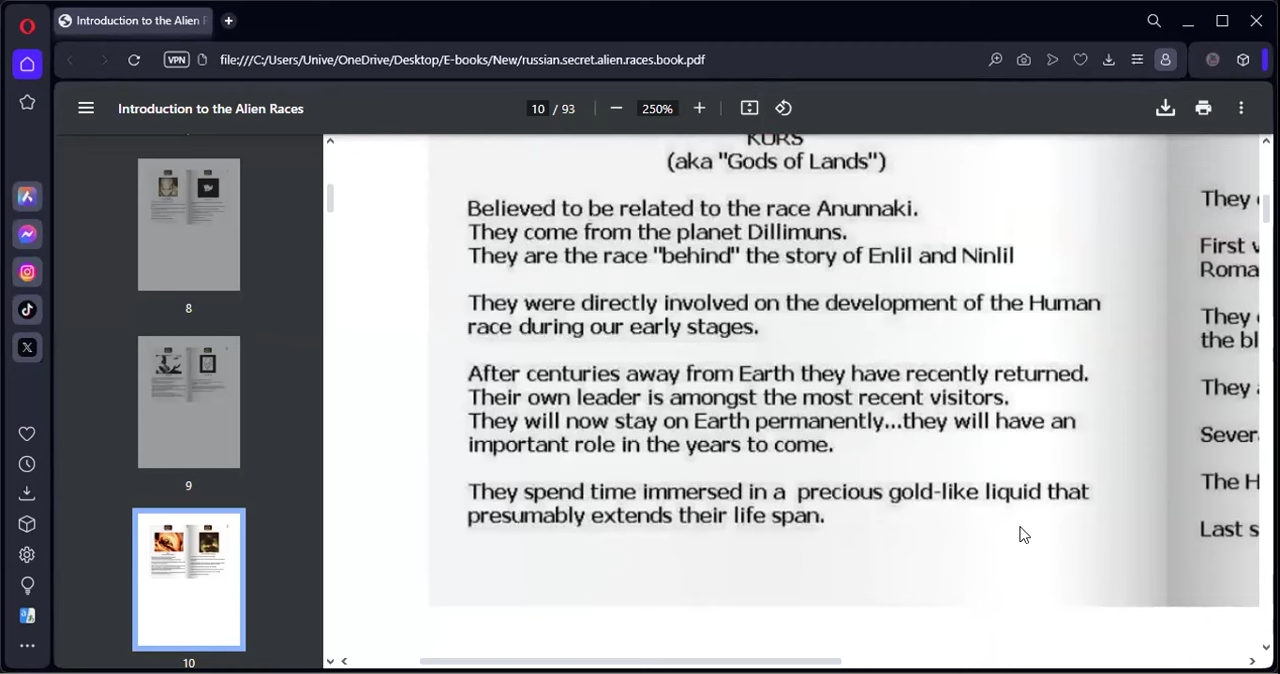 Introduction to the Alien R
VPN
file:///C:/Users/Unive/OneDrive/Desktop/E-books/New/russian.secret.alien.races.book.pdf
Introduction to the Alien Races
10 / 93
250%
8
9
10
KURS
(aka "Gods of Lands")
Believed to be related to the race Anunnaki.
They come from the planet Dillimuns.
They are the race "behind" the story of Enlil and Ninlil
They were directly involved on the development of the Human
race during our early stages.
After centuries away from Earth they have recently returned.
Their own leader is amongst the most recent visitors.
They will now stay on Earth permanently...they will have an
important role in the years to come.
They spend time immersed in a precious gold-like liquid that
presumably extends their life span.
They
First
Roma
They
the bl
They
Sever
The H
Last s